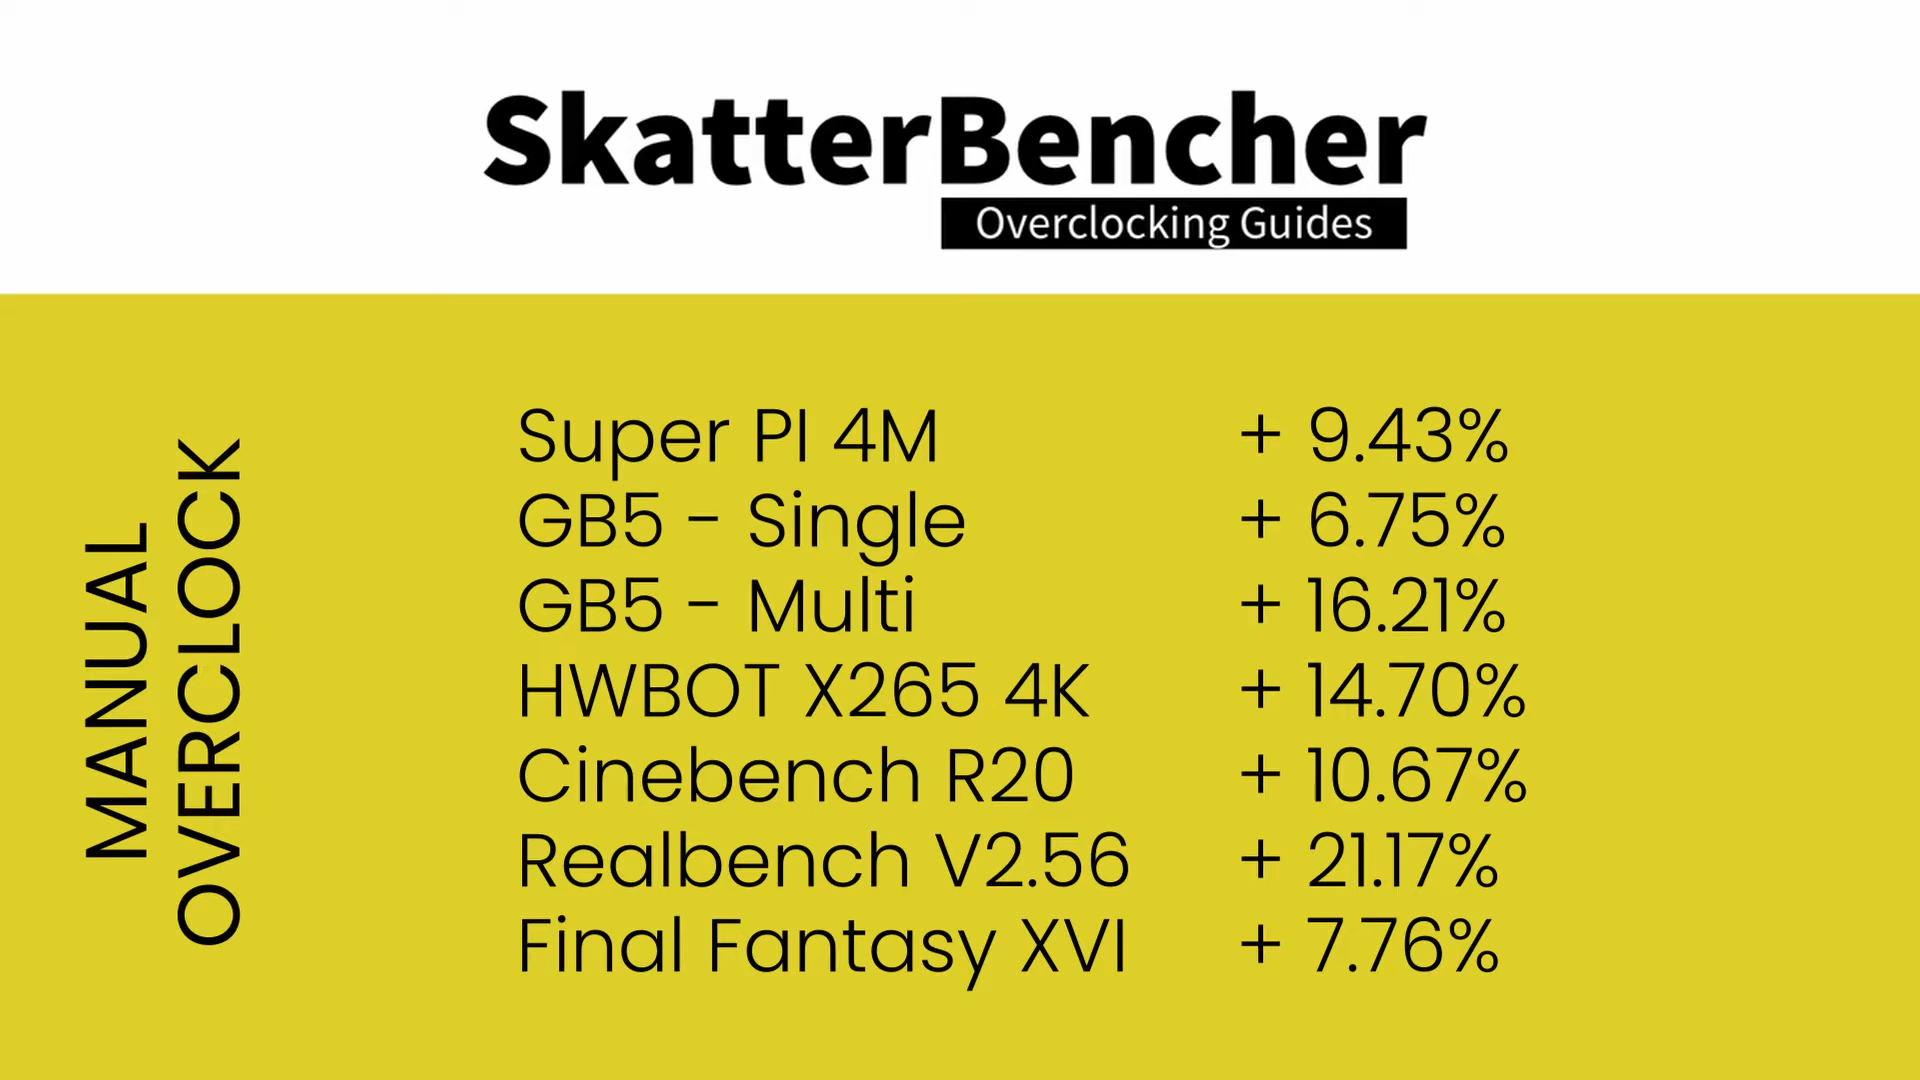 SkatterBencher
Overclocking Guides
MANUAL
OVERCLOCK
Super PI 4M + 9.43%
GB5 - Single + 6.75%
GB5 - Multi + 16.21%
HWBOT X265 4K + 14.70%
Cinebench R20 + 10.67%
Realbench V2.56 + 21.17%
Final Fantasy XVI + 7.76%